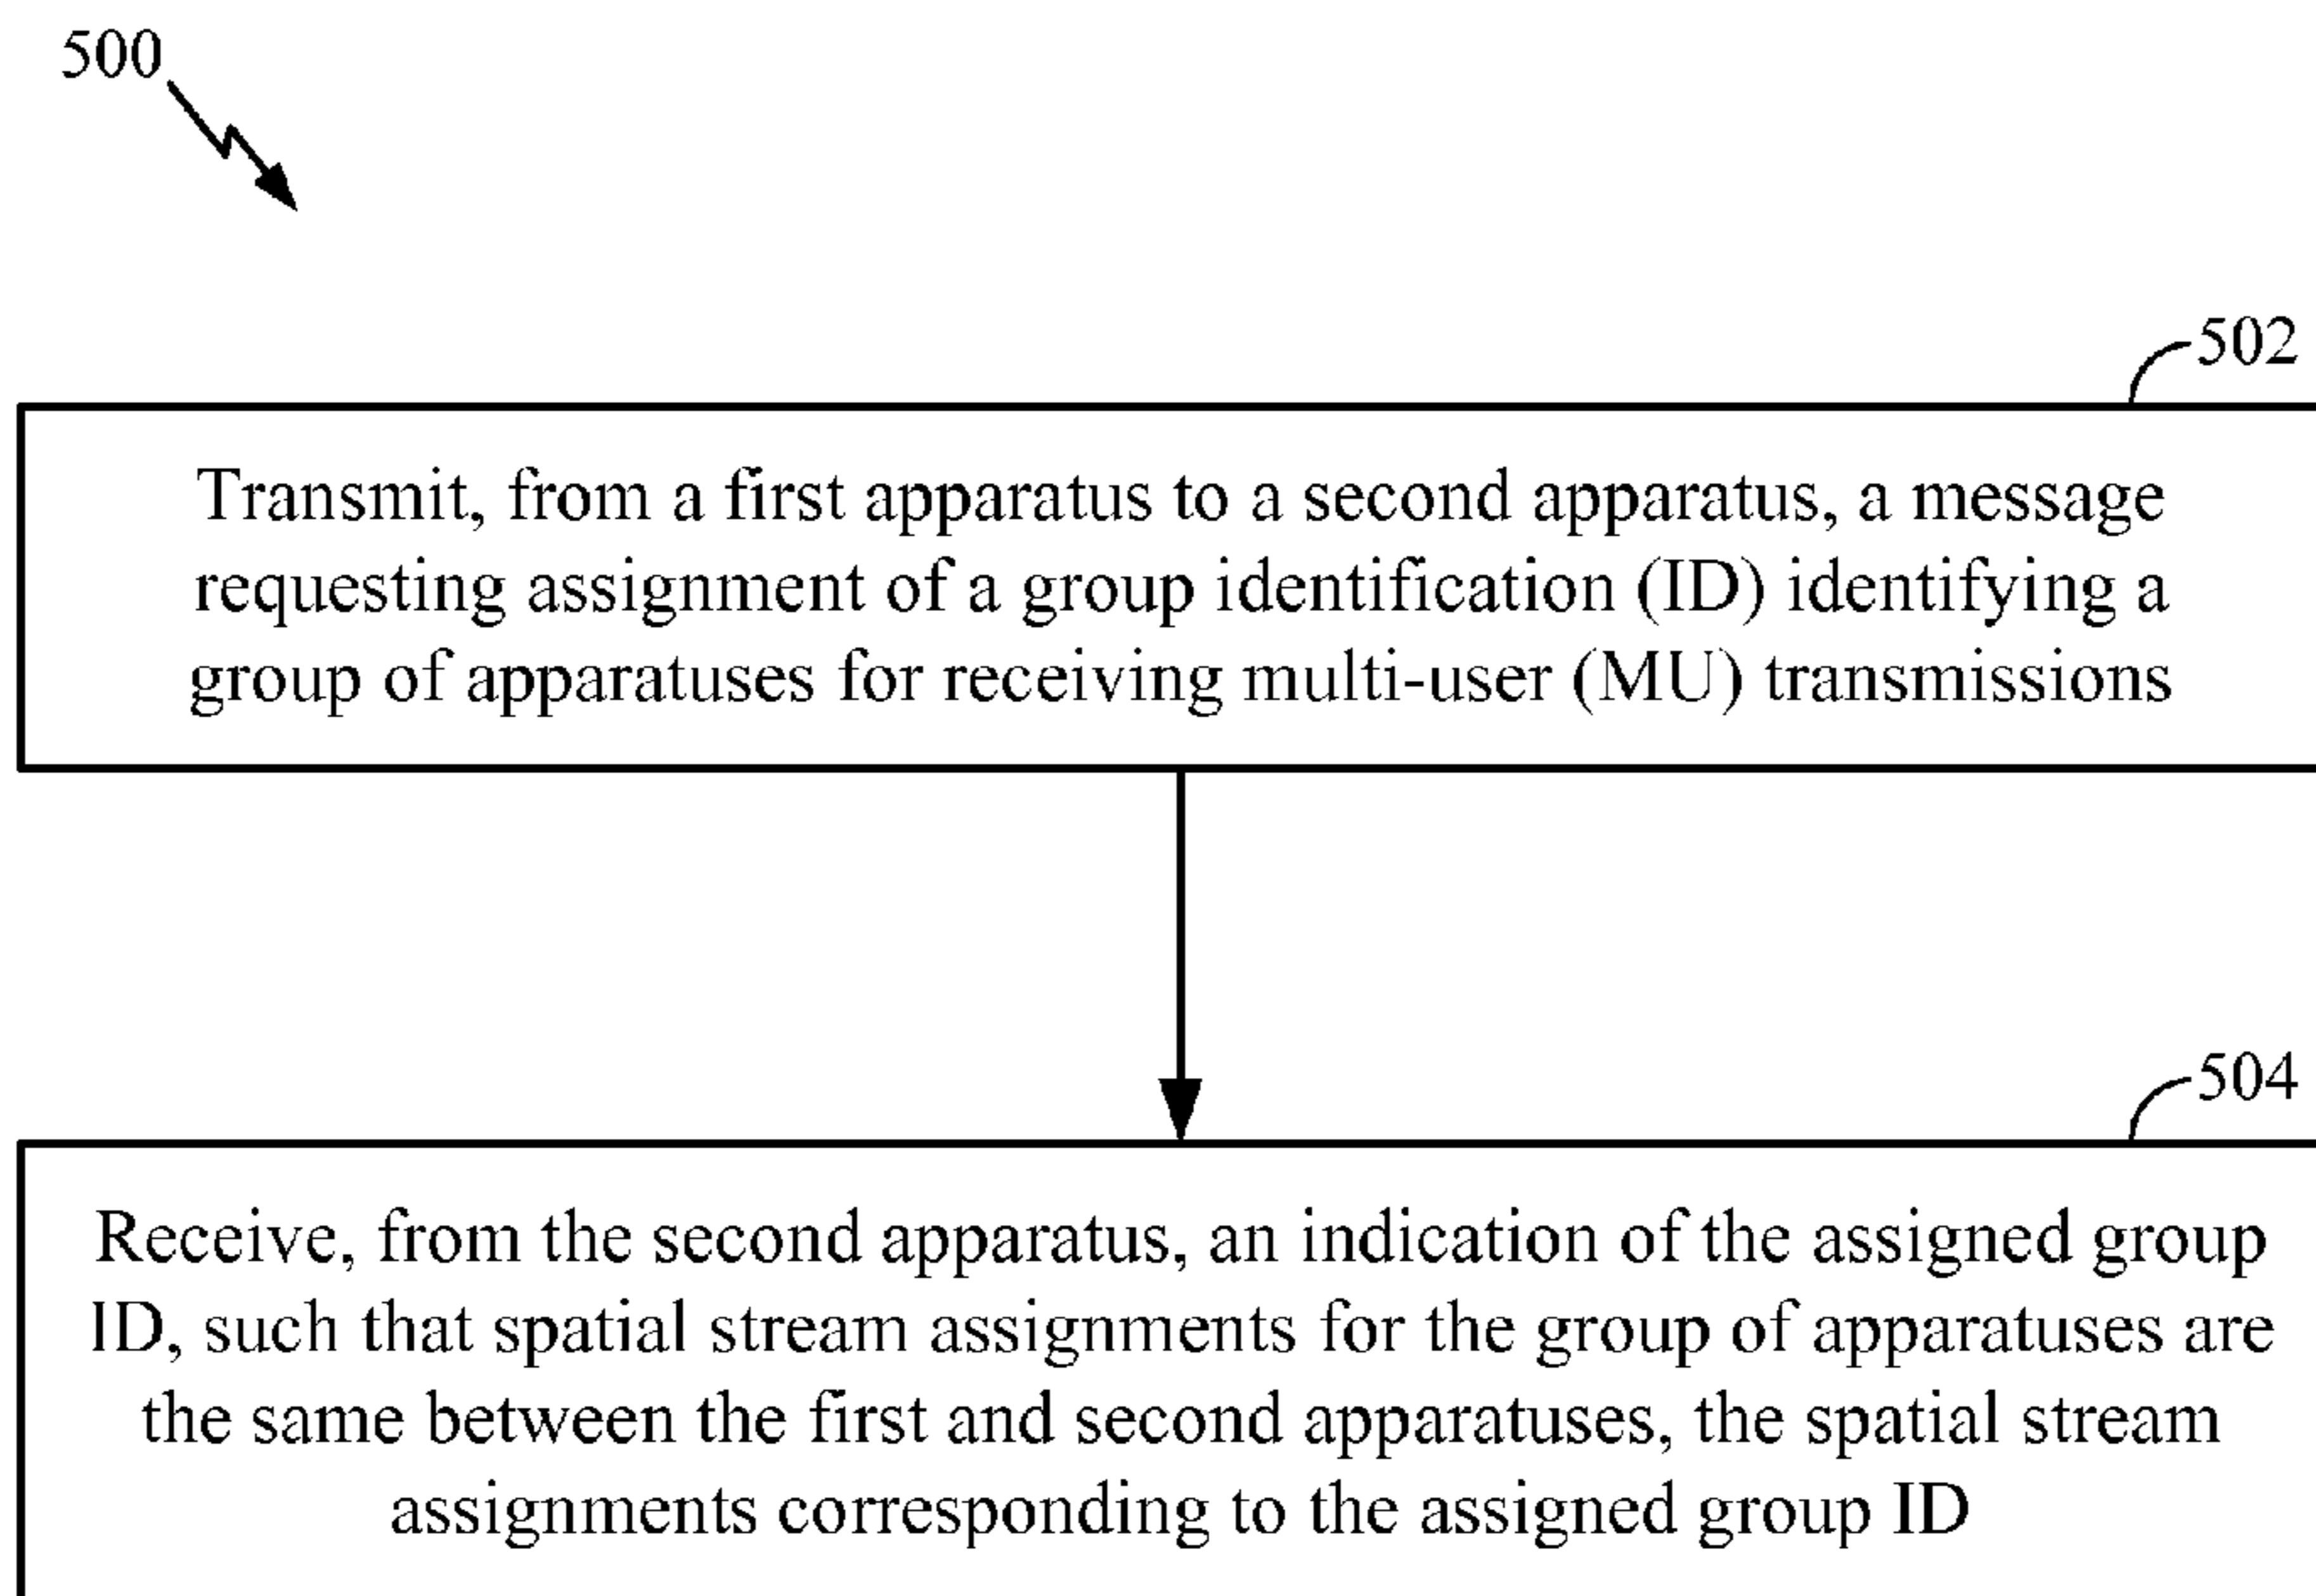 500
502
Transmit, from a first apparatus to a second apparatus, a message
requesting assignment of a group identification (ID) identifying a
group of apparatuses for receiving multi-user (MU) transmissions
504
Receive, from the second apparatus, an indication of the assigned group
ID, such that spatial stream assignments for the group of apparatuses are
the same between the first and second apparatuses, the spatial stream
assignments corresponding to the assigned group ID